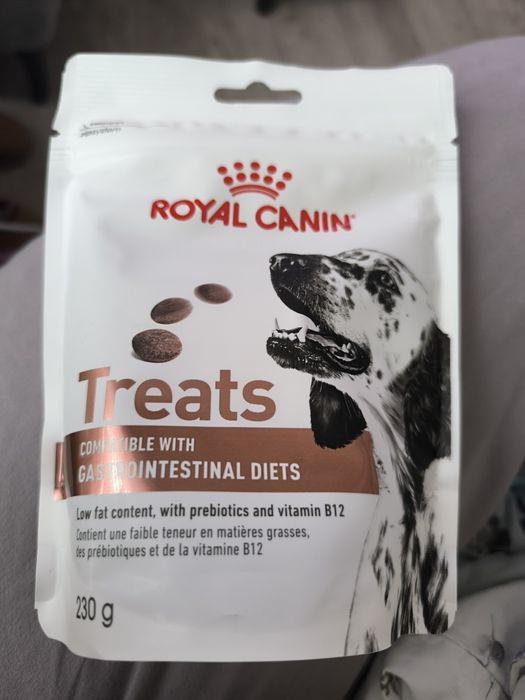 zipsystem
ROYAL CANIN
Treats
COMPATIBLE WITH
GASTROINTESTINAL DIETS
Low fat content, with prebiotics and vitamin B12
Contient une faible teneur en matières grasses,
des prébiotiques et de la vitamine B12
230 g